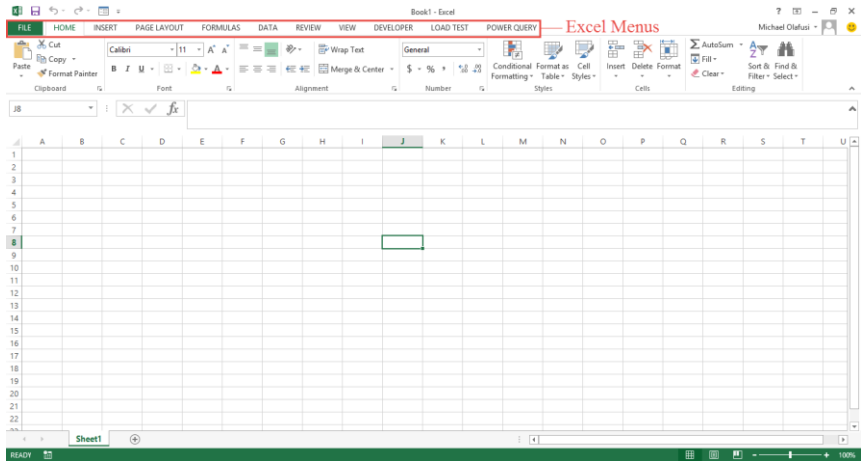 Book1 - Excel
FILE HOME INSERT PAGE LAYOUT FORMULAS DATA REVIEW VIEW DEVELOPER LOAD TEST POWER QUERY Excel Menus Michael Olafusi
Cut Calibri 11 Wrap Text General AutoSum
Paste Copy Fill
Format Painter B I U A Merge & Center $ % , Conditional Format as Cell Insert Delete Format Clear Sort & Find &
Formatting Table Styles Filter Select
Clipboard Font Alignment Number Styles Cells Editing
J8 fx
A B C D E F G H I J K L M N O P Q R S T U
1
2
3
4
5
6
7
8
9
10
11
12
13
14
15
16
17
18
19
20
21
22
Sheet1
READY 100%